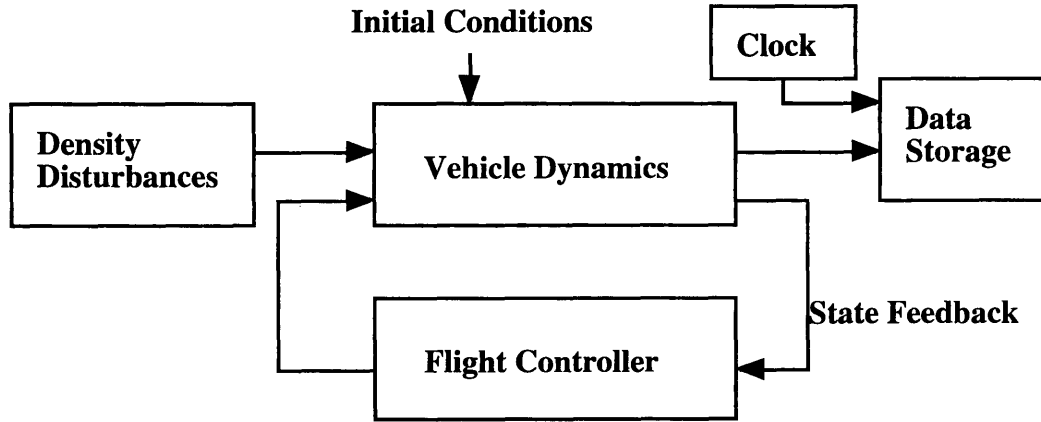 Initial Conditions
Clock
Density
Disturbances
Vehicle Dynamics
Data
Storage
State Feedback
Flight Controller